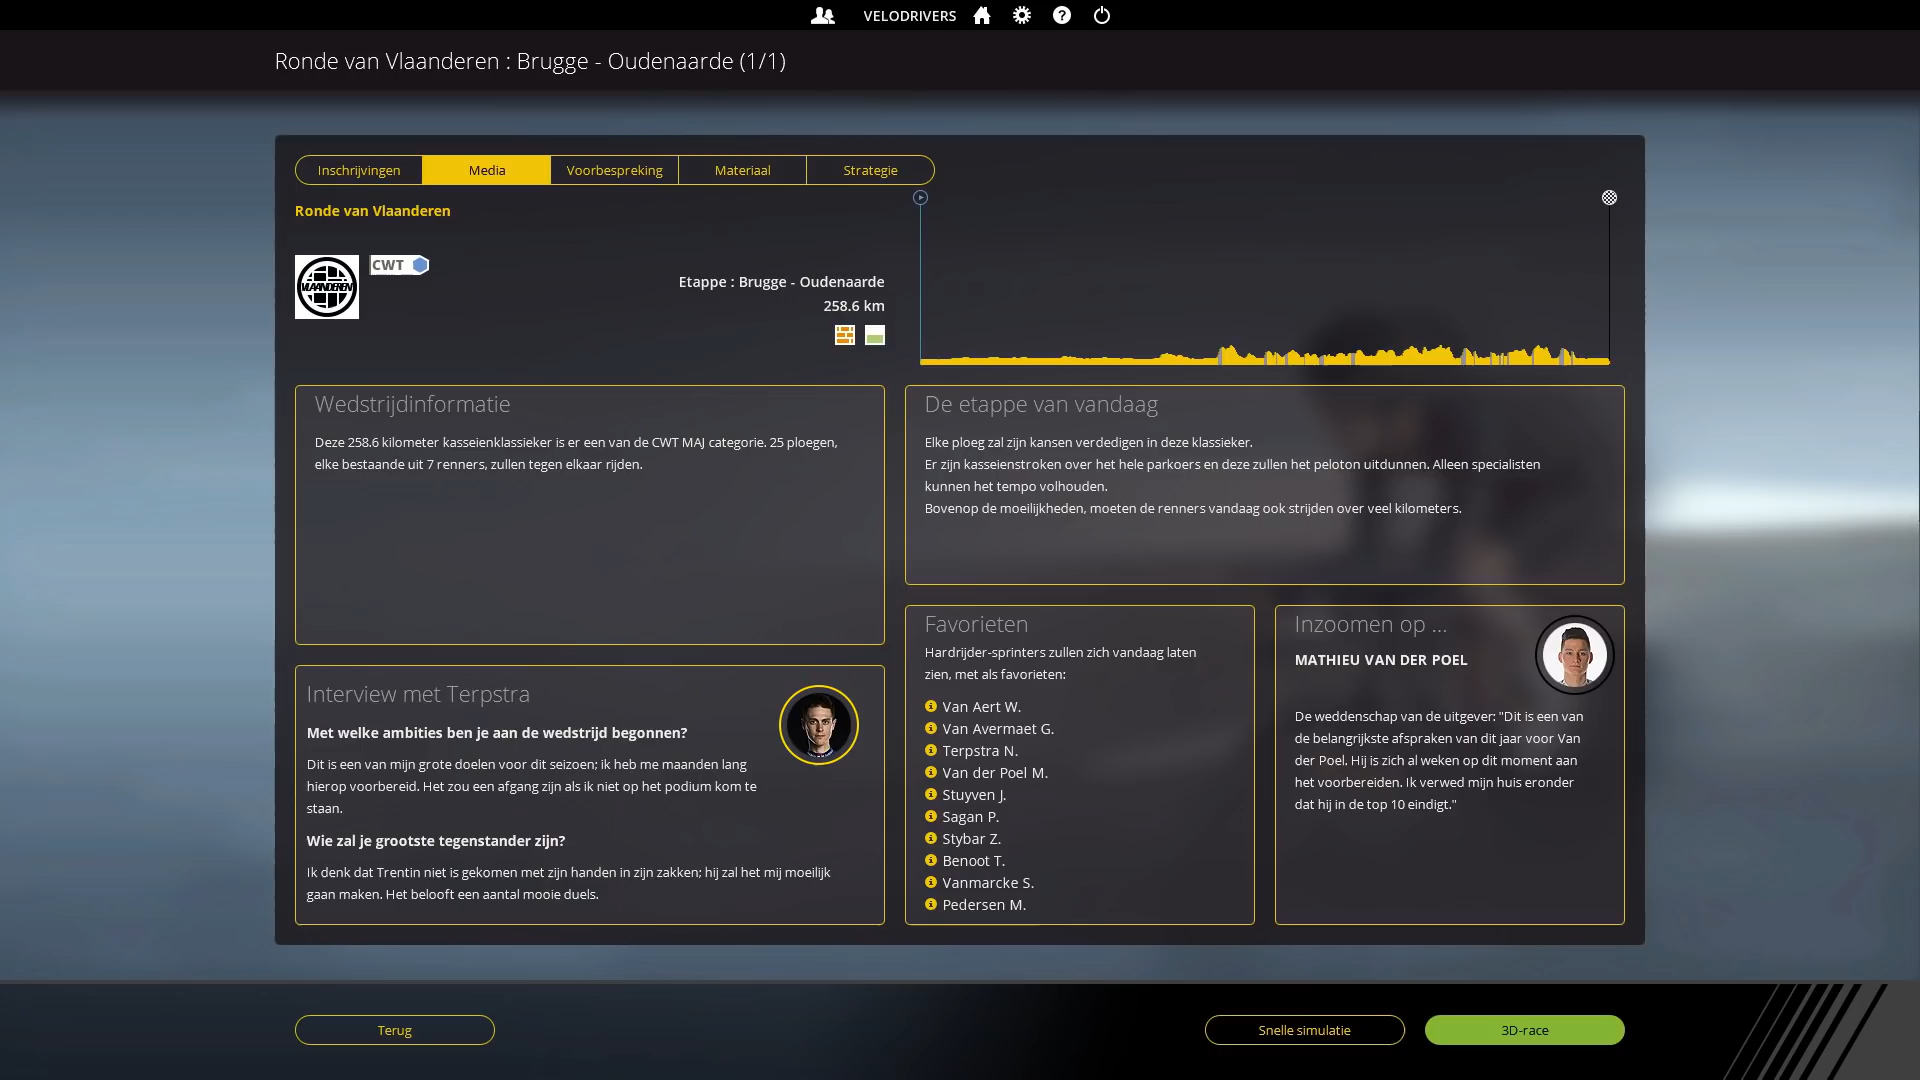 VELODRIVERS
Ronde van Vlaanderen : Brugge - Oudenaarde (1/1)
Inschrijvingen
Media
Voorbespreking
Materiaal
Strategie
Ronde van Vlaanderen
VLAANDEREN
CWT
Etappe : Brugge - Oudenaarde
258.6 km
Wedstrijdinformatie
Deze 258.6 kilometer kasseienklassieker is er een van de CWT MAJ categorie. 25 ploegen,
elke bestaande uit 7 renners, zullen tegen elkaar rijden.
De etappe van vandaag
Elke ploeg zal zijn kansen verdedigen in deze klassieker.
Er zijn kasseienstroken over het hele parkoers en deze zullen het peloton uitdunnen. Alleen specialisten
kunnen het tempo volhouden.
Bovenop de moeilijkheden, moeten de renners vandaag ook strijden over veel kilometers.
Interview met Terpstra
Met welke ambities ben je aan de wedstrijd begonnen?
Dit is een van mijn grote doelen voor dit seizoen; ik heb me maanden lang
hierop voorbereid. Het zou een afgang zijn als ik niet op het podium kom te
staan.
Wie zal je grootste tegenstander zijn?
Ik denk dat Trentin niet is gekomen met zijn handen in zijn zakken; hij zal het mij moeilijk
gaan maken. Het belooft een aantal mooie duels.
Favorieten
Hardrijder-sprinters zullen zich vandaag laten
zien, met als favorieten:
Van Aert W.
Van Avermaet G.
Terpstra N.
Van der Poel M.
Stuyven J.
Sagan P.
Stybar Z.
Benoot T.
Vanmarcke S.
Pedersen M.
Inzoomen op ...
MATHIEU VAN DER POEL
De weddenschap van de uitgever: "Dit is een van
de belangrijkste afspraken van dit jaar voor Van
der Poel. Hij is zich al weken op dit moment aan
het voorbereiden. Ik verwed mijn huis eronder
dat hij in de top 10 eindigt."
Terug
Snelle simulatie
3D-race